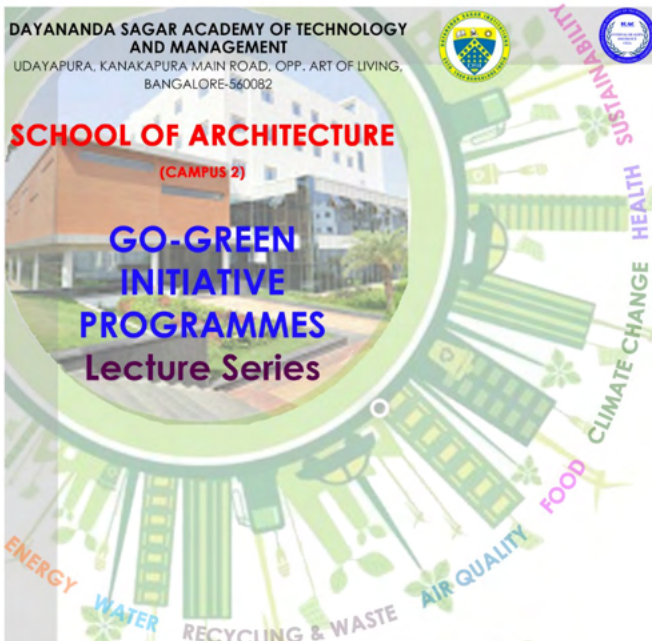 DAYANANDA SAGAR ACADEMY OF TECHNOLOGY
AND MANAGEMENT
UDAYAPURA, KANAKAPURA MAIN ROAD, OPP. ART OF LIVING,
BANGALORE-560082
SCHOOL OF ARCHITECTURE
(CAMPUS 2)
GO-GREEN
INITIATIVE
PROGRAMMES
Lecture Series
SUSTAINABILITY
HEALTH
CLIMATE CHANGE
FOOD
AIR QUALITY
RECYCLING & WASTE
WATER
ENERGY